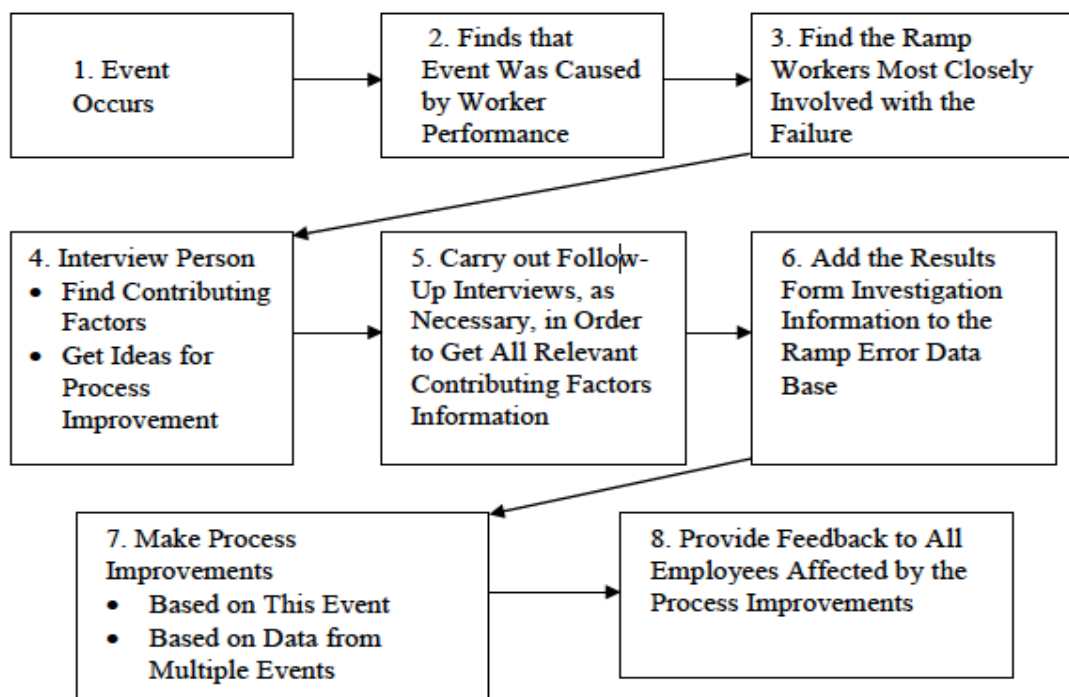 1. Event
Occurs
2. Finds that
Event Was Caused
by Worker
Performance
3. Find the Ramp
Workers Most Closely
Involved with the
Failure
4. Interview Person
• Find Contributing
Factors
• Get Ideas for
Process
Improvement
5. Carry out Follow-
Up Interviews, as
Necessary, in Order
to Get All Relevant
Contributing Factors
Information
6. Add the Results
Form Investigation
Information to the
Ramp Error Data
Base
7. Make Process
Improvements
• Based on This Event
• Based on Data from
Multiple Events
8. Provide Feedback to All
Employees Affected by the
Process Improvements